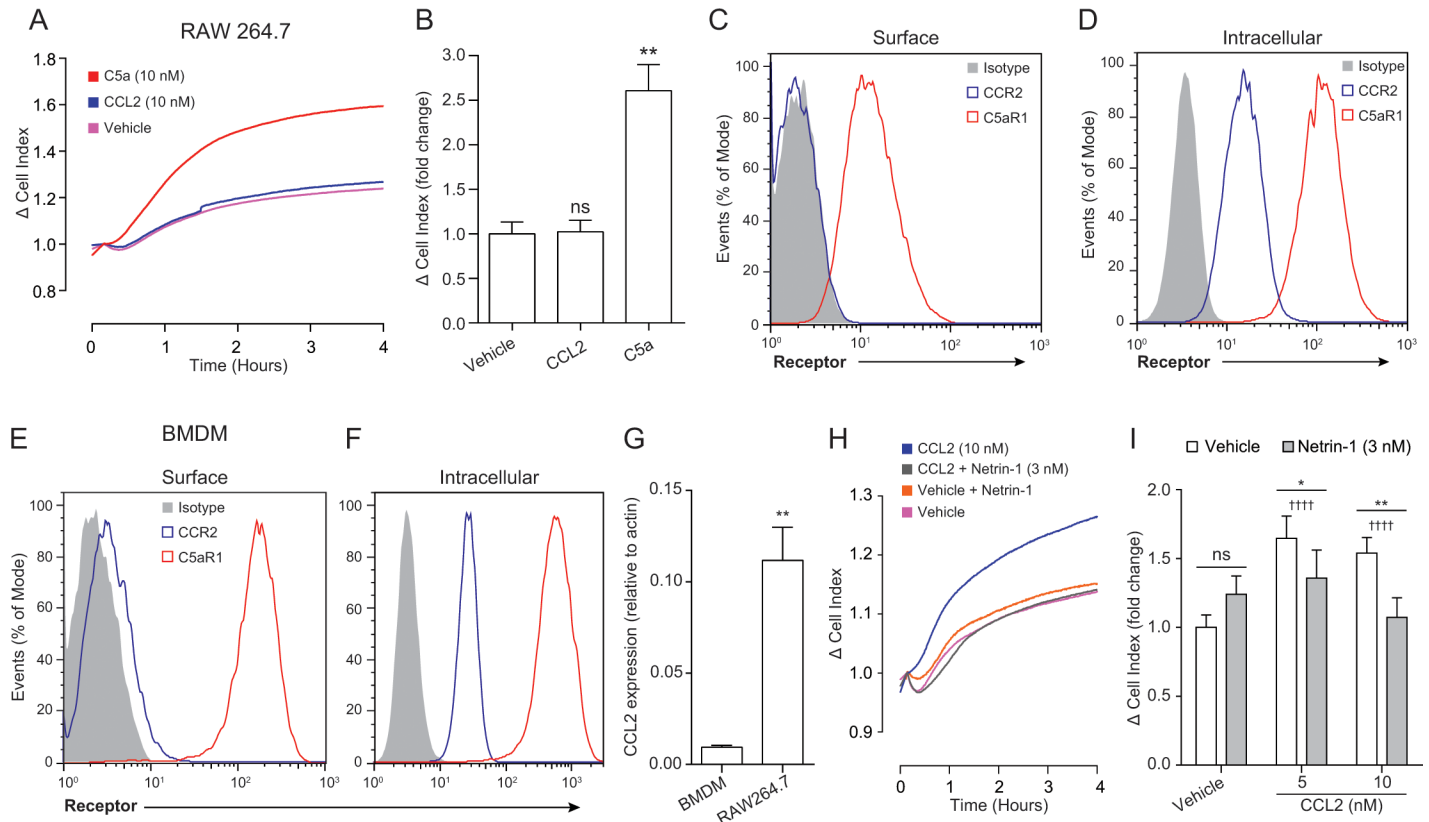 A
RAW 264.7
Δ Cell Index
1.8
1.6
1.4
1.2
1.0
0.8
C5a (10 nM)
CCL2 (10 nM)
Vehicle
0 1 2 3 4
Time (Hours)
B
Δ Cell Index (fold change)
3.0
2.5
2.0
1.5
1.0
0.5
0.0
ns
**
Vehicle CCL2 C5a
C
Surface
Events (% of Mode)
100
80
60
40
20
0
Isotype
CCR2
C5aR1
10⁰ 10¹ 10² 10³
Receptor
D
Intracellular
Events (% of Mode)
100
80
60
40
20
0
Isotype
CCR2
C5aR1
10⁰ 10¹ 10² 10³
Receptor
E
BMDM
Surface
Events (% of Mode)
100
80
60
40
20
0
Isotype
CCR2
C5aR1
10⁰ 10¹ 10² 10³
Receptor
F
Intracellular
100
80
60
40
20
0
10⁰ 10¹ 10² 10³
G
CCL2 expression (relative to actin)
0.15
0.10
0.05
0.00
**
BMDM RAW264.7
H
CCL2 (10 nM)
CCL2 + Netrin-1 (3 nM)
Vehicle + Netrin-1
Vehicle
Δ Cell Index
1.3
1.2
1.1
1.0
0.9
0 1 2 3 4
Time (Hours)
I
Vehicle Netrin-1 (3 nM)
Δ Cell Index (fold change)
2.0
1.5
1.0
0.5
0.0
ns
*
††††
**
††††
Vehicle 5 10
CCL2 (nM)